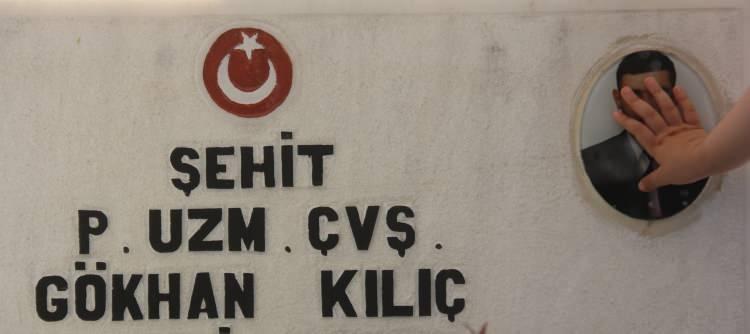 ŞEHİT
P. UZM. ÇVŞ.
GÖKHAN KILIÇ